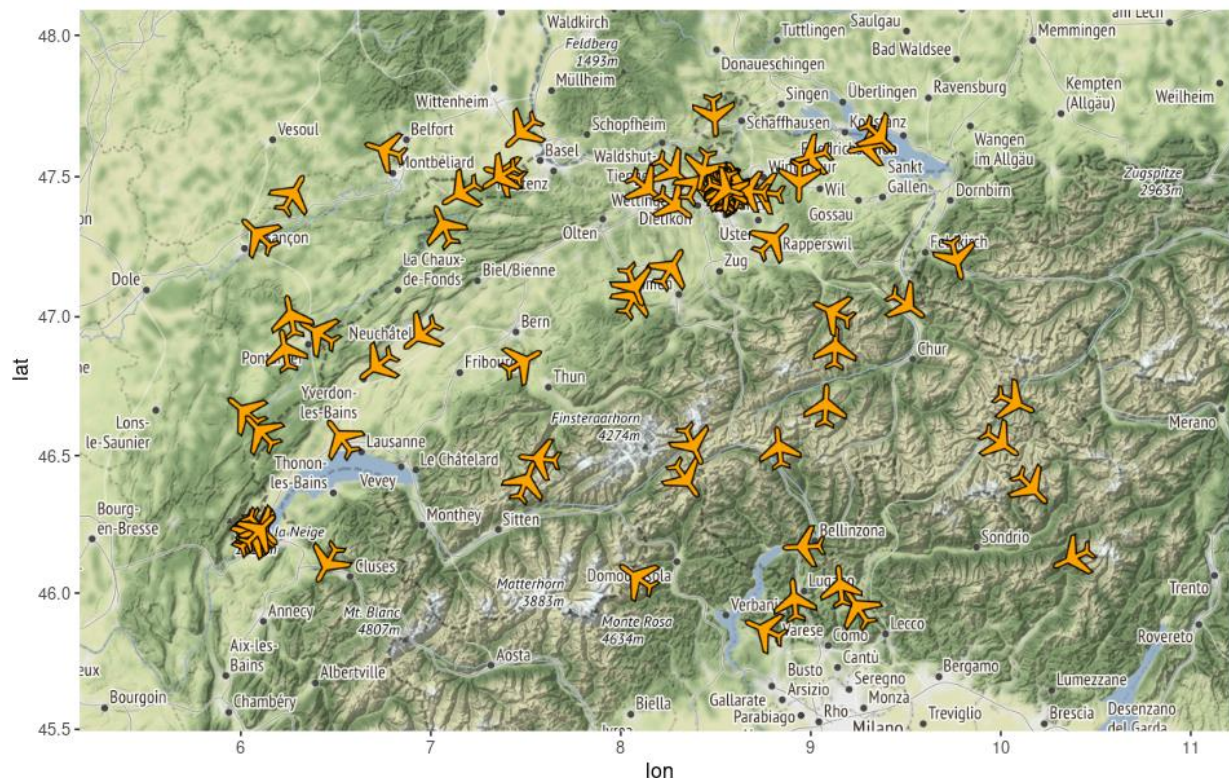 48.0
47.5
47.0
46.5
46.0
45.5
lat
6
7
8
9
10
11
lon
Waldkirch
Feldberg
1493m
Müllheim
Wittenheim
Vesoul
Belfort
Montbéliard
Schopfheim
Basel
Waldshut-
Donaueschingen
Tuttlingen
Saulgau
Bad Waldsee
am Lech
Memmingen
Singen
Überlingen
Ravensburg
Kempten
(Allgäu)
Weilheim
Schaffhausen
Konstanz
Wangen
im Allgäu
Sankt
Gallen
Dornbirn
Zugspitze
2963m
Wil
Gossau
Dietikon
Uster
Rapperswil
Olten
Zug
Dole
La Chaux-
de-Fonds
Biel/Bienne
Neuchâtel
Bern
Fribourg
Thun
Chur
Yverdon-
les-Bains
Lons-
le-Saunier
Finsteraarhorn
4274m
Merano
Lausanne
Le Châtelard
Thonon-
les-Bains
Vevey
Bourg-
en-Bresse
Monthey
Sitten
la Neige
Bellinzona
Sondrio
Cluses
Matterhorn
3883m
Trento
Annecy
Mt. Blanc
4807m
Monte Rosa
4634m
Lugano
Verbani
Varese
Como
Lecco
Rovereto
Aix-les-
Bains
Albertville
Aosta
Cantù
Busto
Arsizio
Seregno
Monza
Bergamo
Lumezzane
Bourgoin
Chambéry
Biella
Gallarate
Parabiago
Rho
Milano
Treviglio
Brescia
Desenzano
del Garda